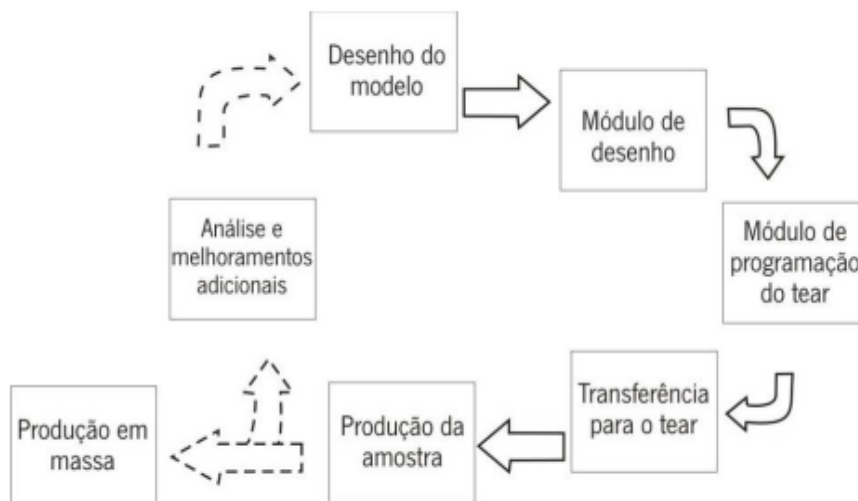 Desenho do
modelo
Módulo de
desenho
Módulo de
programação
do tear
Transferência
para o tear
Produção da
amostra
Produção em
massa
Análise e
melhoramentos
adicionais